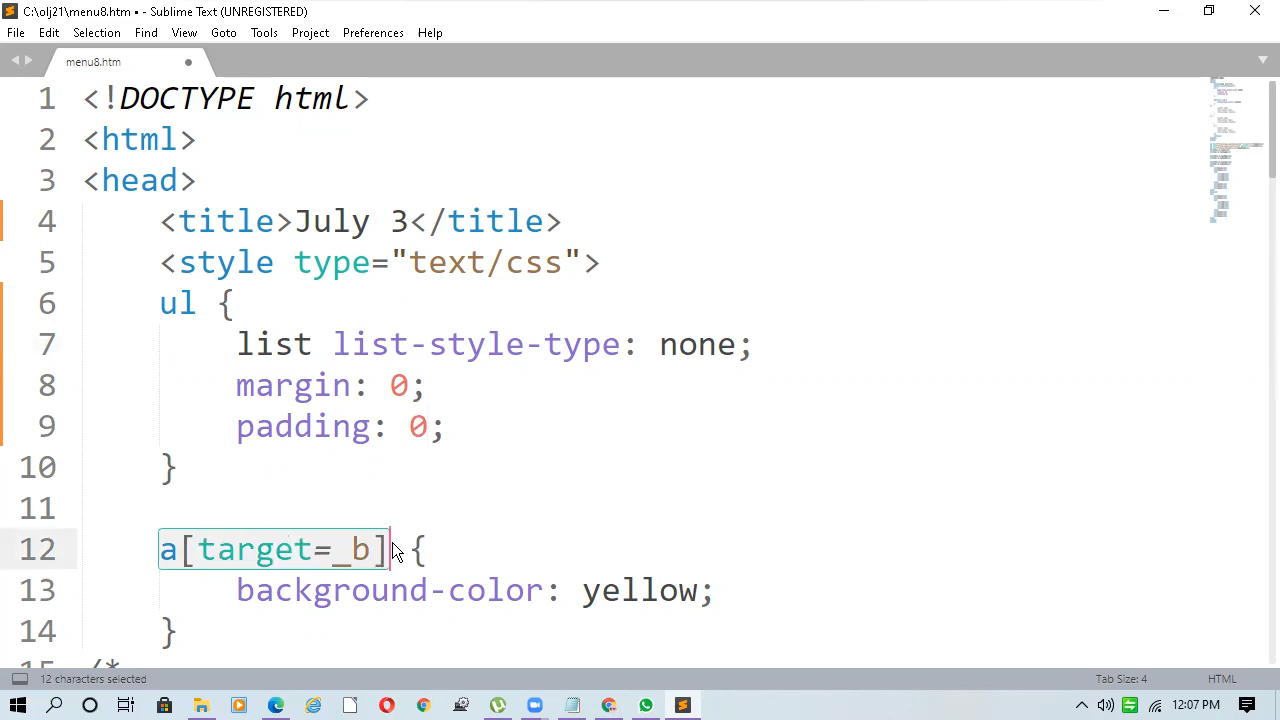 C:\olj21\menu8.htm • - Sublime Text (UNREGISTERED)
File Edit Selection Find View Goto Tools Project Preferences Help
menu8.htm
1 <!DOCTYPE html>
2 <html>
3 <head>
4 <title>July 3</title>
5 <style type="text/css">
6 ul {
7 list list-style-type: none;
8 margin: 0;
9 padding: 0;
10 }
11
12 a[target=_b] {
13 background-color: yellow;
14 }
15 /*
12 characters selected Tab Size: 4 HTML
12:07 PM